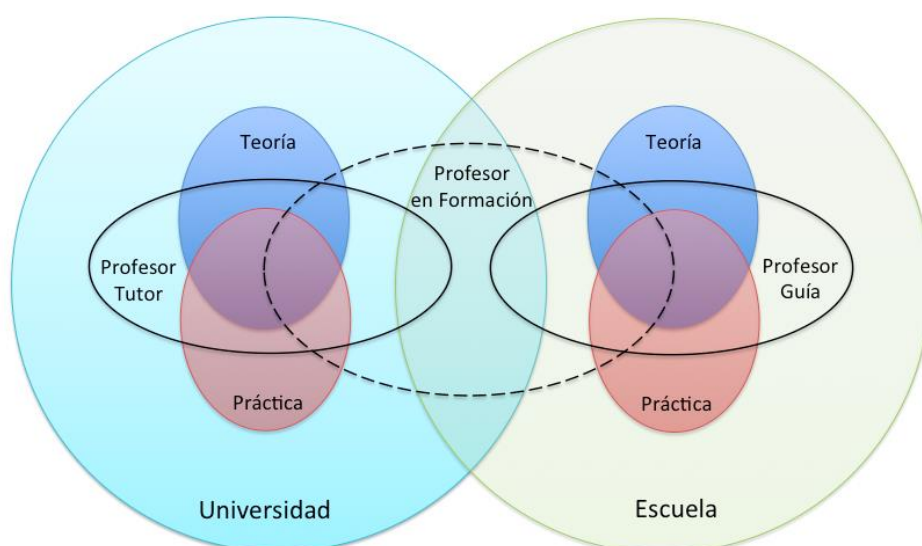 Teoría
Teoría
Profesor
en Formación
Profesor
Tutor
Profesor
Guía
Práctica
Práctica
Universidad
Escuela